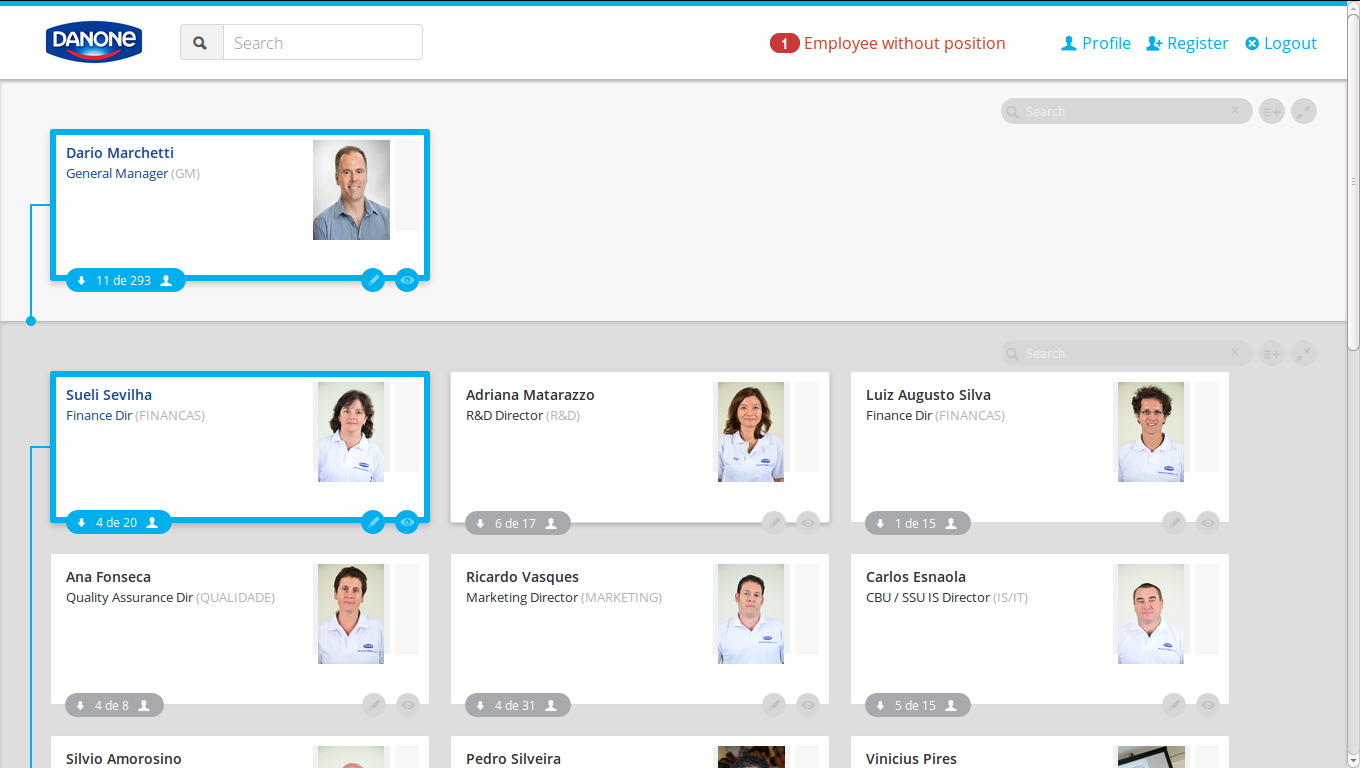 DANONE
Search
1 Employee without position
Profile
Register
Logout
Search x
Dario Marchetti
General Manager (GM)
11 de 293
Search x
Sueli Sevilha
Finance Dir (FINANCAS)
4 de 20
Adriana Matarazzo
R&D Director (R&D)
6 de 17
Luiz Augusto Silva
Finance Dir (FINANCAS)
1 de 15
Ana Fonseca
Quality Assurance Dir (QUALIDADE)
4 de 8
Ricardo Vasques
Marketing Director (MARKETING)
4 de 31
Carlos Esnaola
CBU / SSU IS Director (IS/IT)
5 de 15
Silvio Amorosino
Pedro Silveira
Vinicius Pires